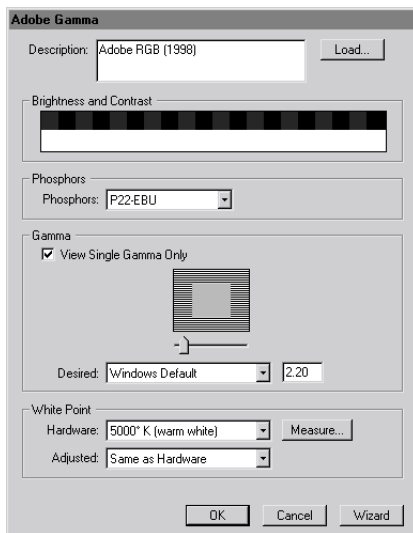 Adobe Gamma
Description: Adobe RGB (1998) Load...
Brightness and Contrast
Phosphors
Phosphors: P22-EBU
Gamma
View Single Gamma Only
Desired: Windows Default 2.20
White Point
Hardware: 5000° K (warm white) Measure...
Adjusted: Same as Hardware
OK Cancel Wizard